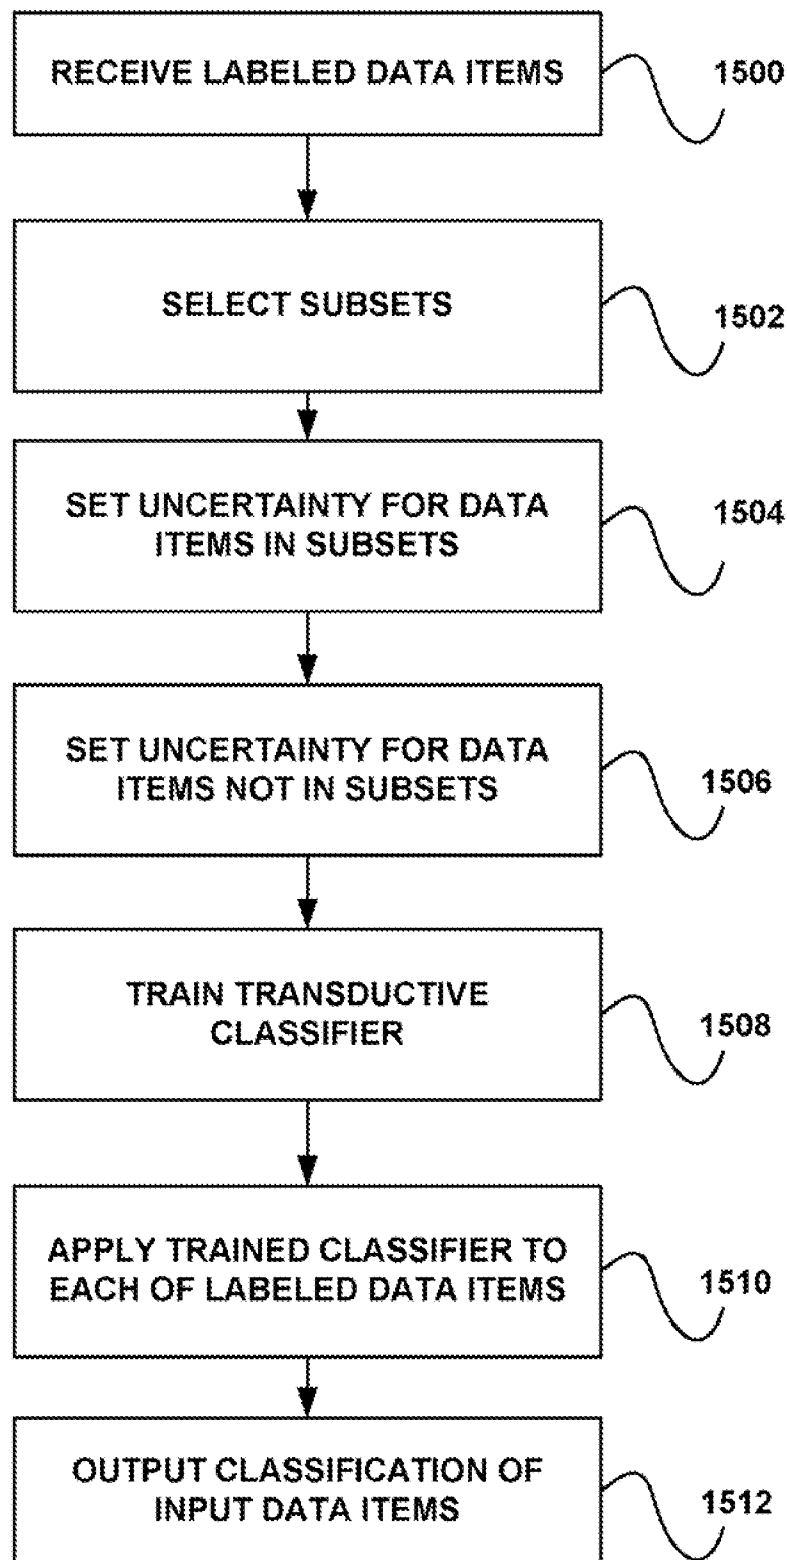 RECEIVE LABELED DATA ITEMS
1500
SELECT SUBSETS
1502
SET UNCERTAINTY FOR DATA
ITEMS IN SUBSETS
1504
SET UNCERTAINTY FOR DATA
ITEMS NOT IN SUBSETS
1506
TRAIN TRANSDUCTIVE
CLASSIFIER
1508
APPLY TRAINED CLASSIFIER TO
EACH OF LABELED DATA ITEMS
1510
OUTPUT CLASSIFICATION OF
INPUT DATA ITEMS
1512